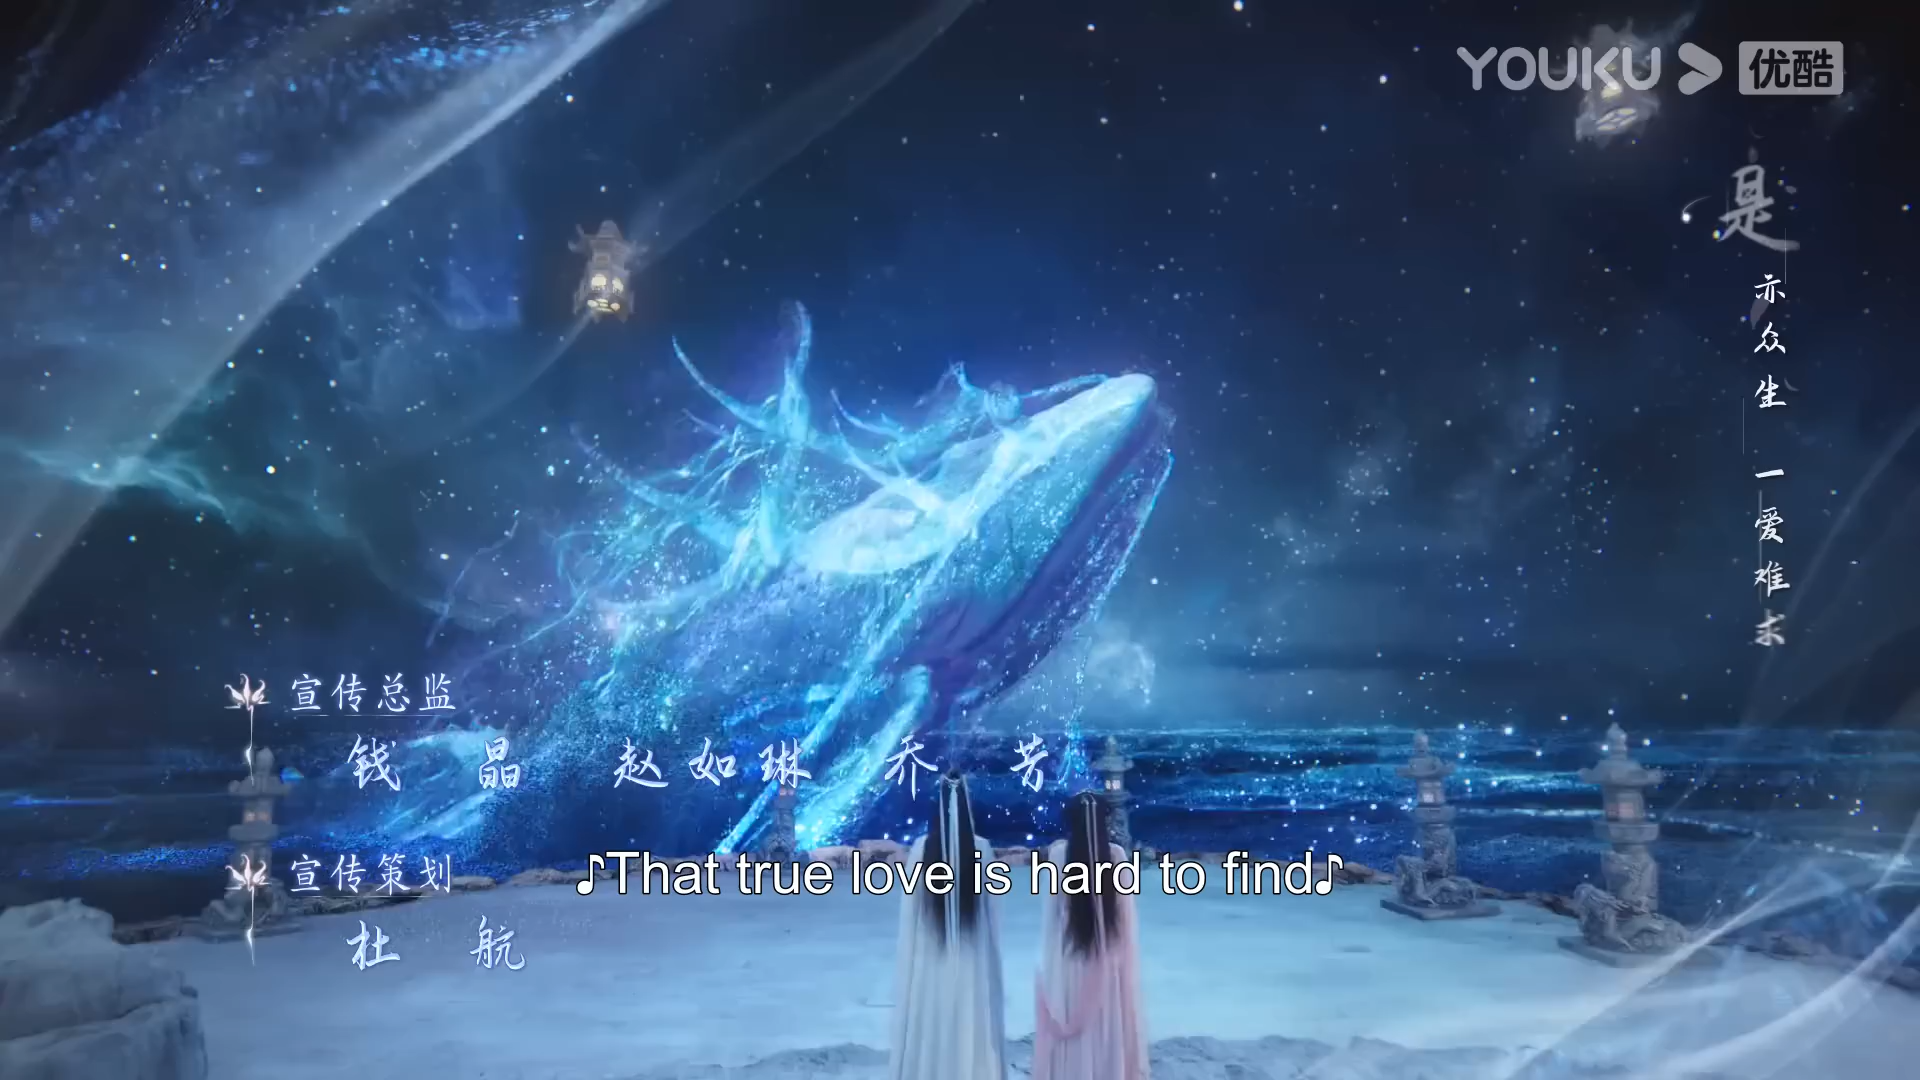 YOUKU 优酷
是
亦众生 一爱难求
宣传总监
钱晶 赵如琳 乔芳
♪That true love is hard to find♪
宣传策划
杜航